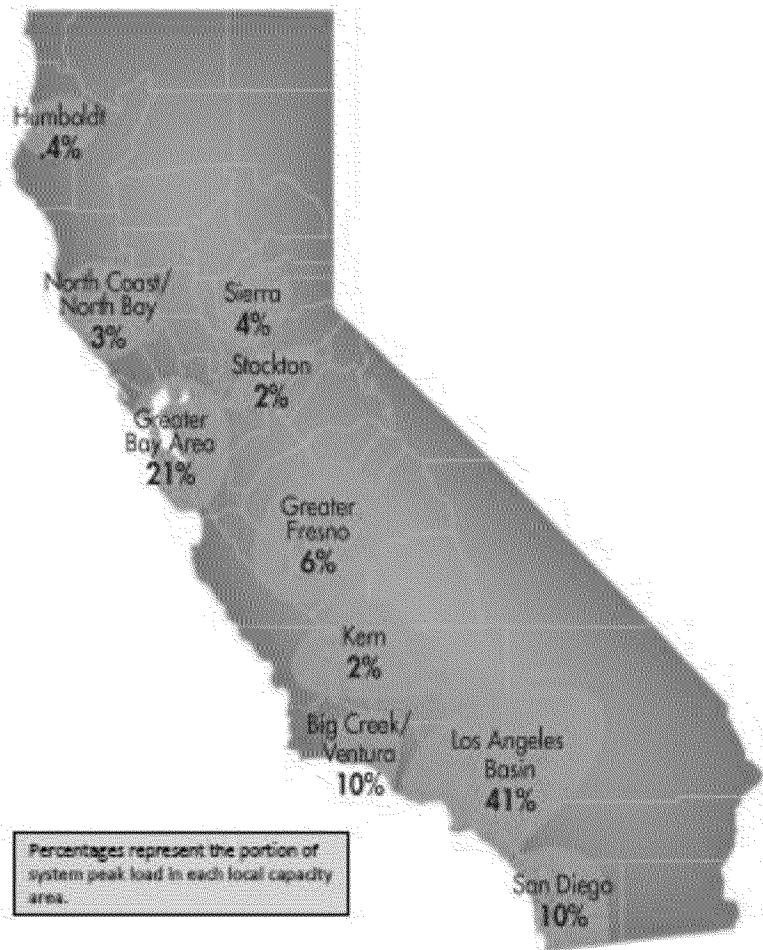 Humboldt
.4%
North Coast/
North Bay
3%
Sierra
4%
Stockton
2%
Greater
Bay Area
21%
Greater
Fresno
6%
Kern
2%
Big Creek/
Ventura
10%
Los Angeles
Basin
41%
San Diego
10%
Percentages represent the portion of
system peak load in each local capacity
area.